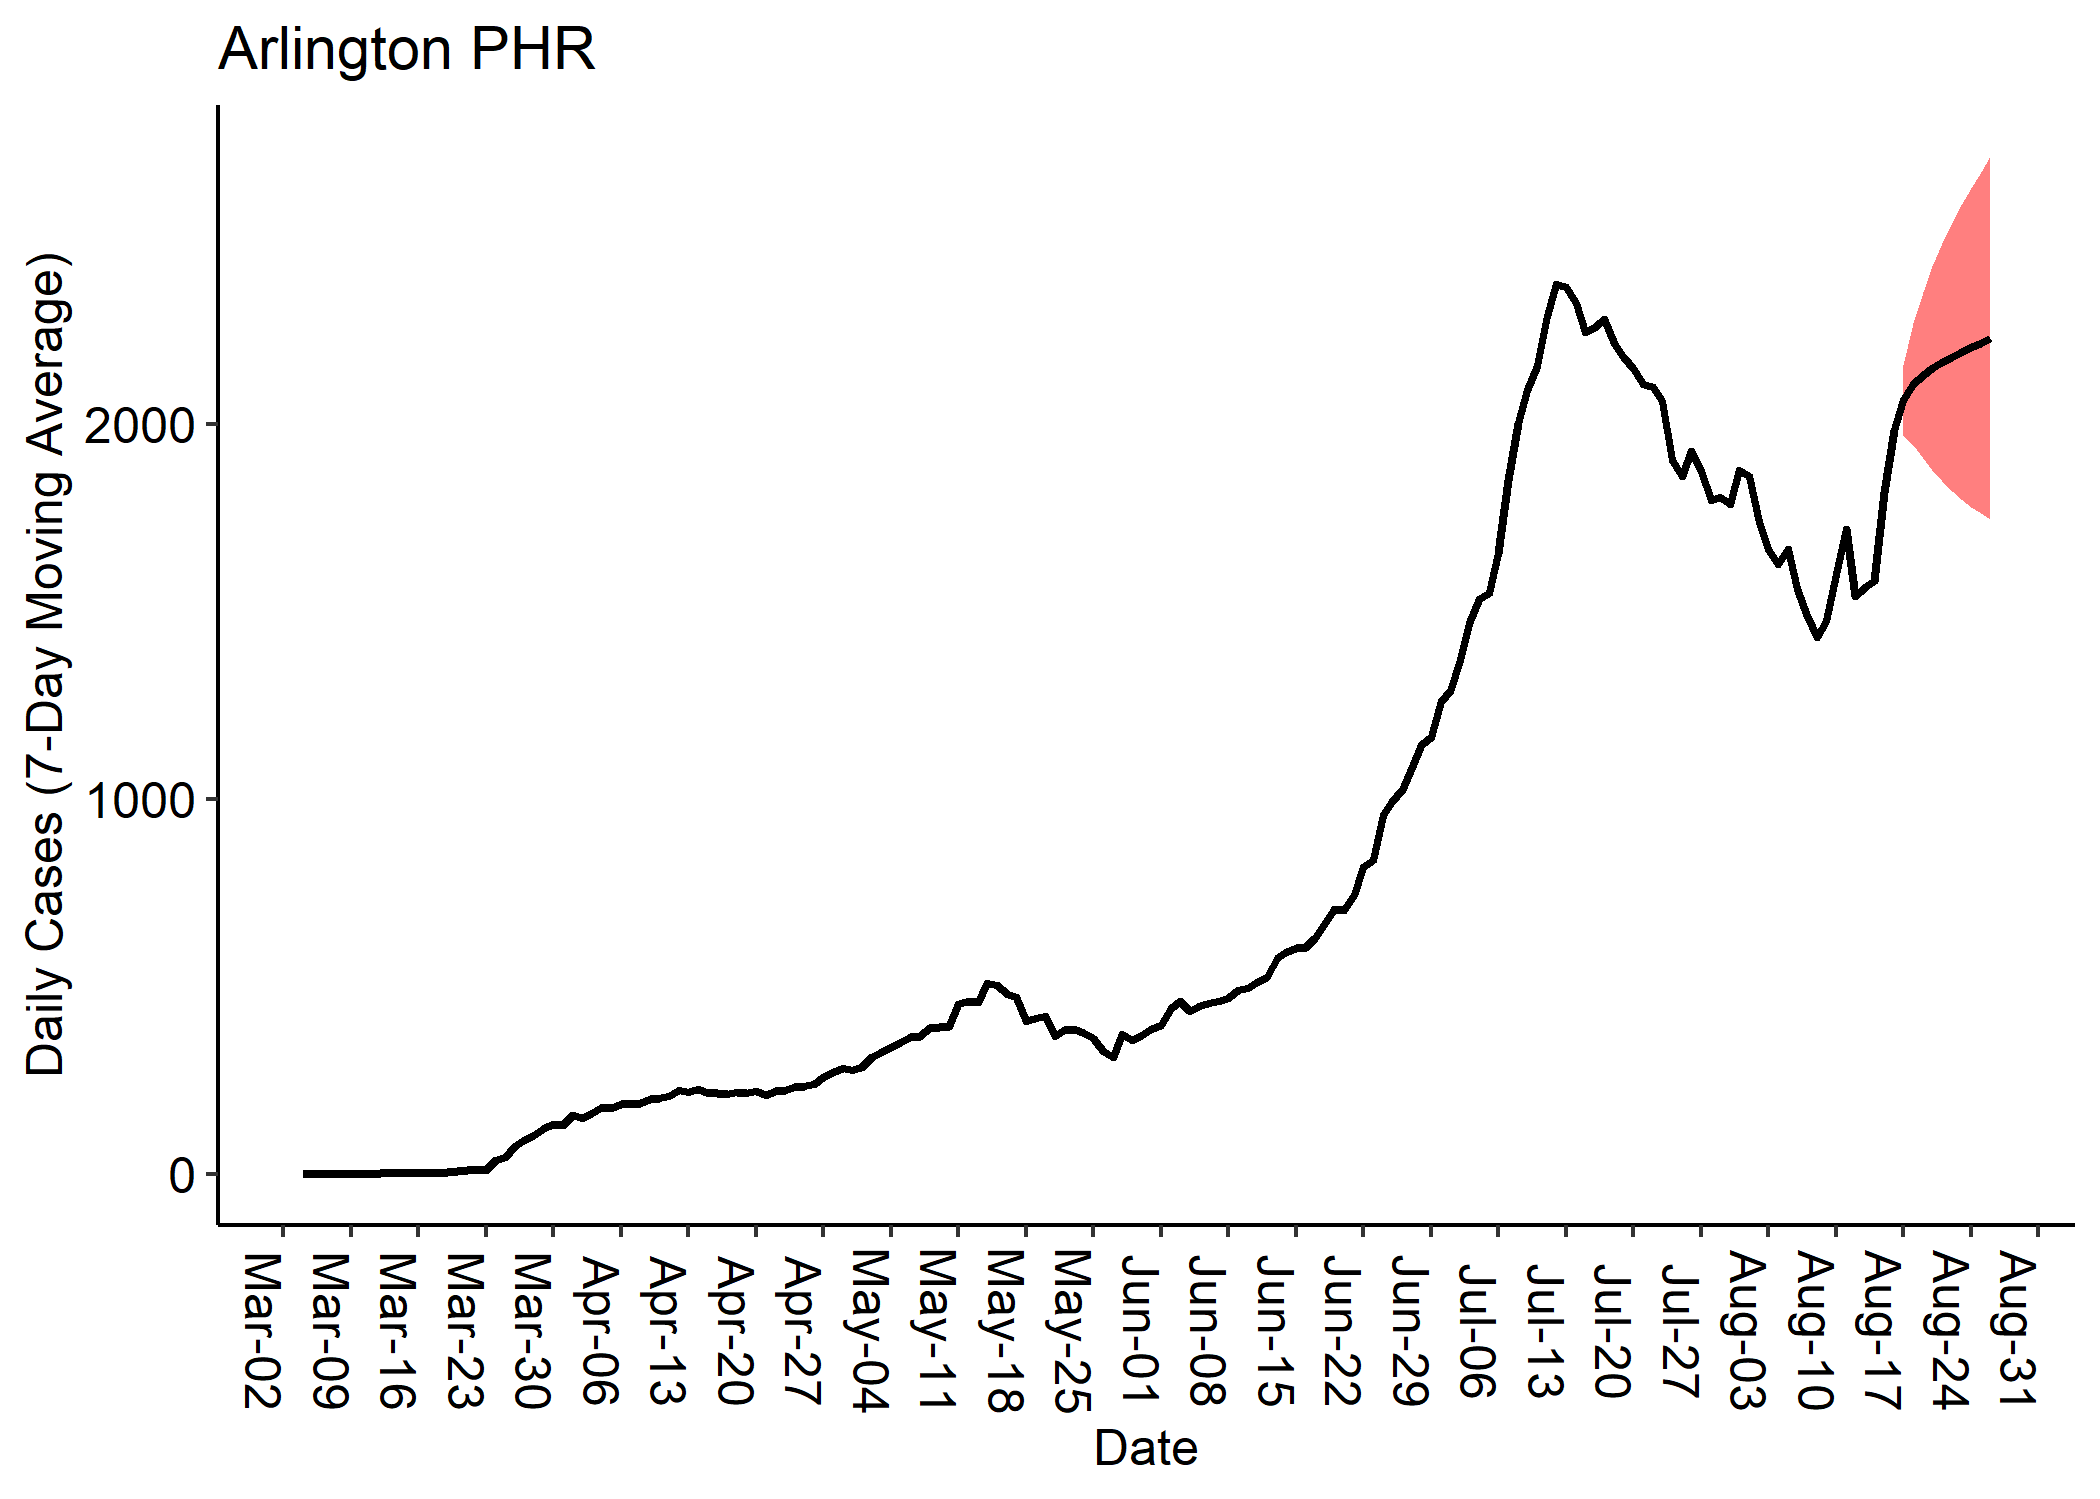 Arlington PHR
Daily Cases (7-Day Moving Average)
2000
1000
0
Mar-02
Mar-09
Mar-16
Mar-23
Mar-30
Apr-06
Apr-13
Apr-20
Apr-27
May-04
May-11
May-18
May-25
Jun-01
Jun-08
Jun-15
Jun-22
Jun-29
Jul-06
Jul-13
Jul-20
Jul-27
Aug-03
Aug-10
Aug-17
Aug-24
Aug-31
Date